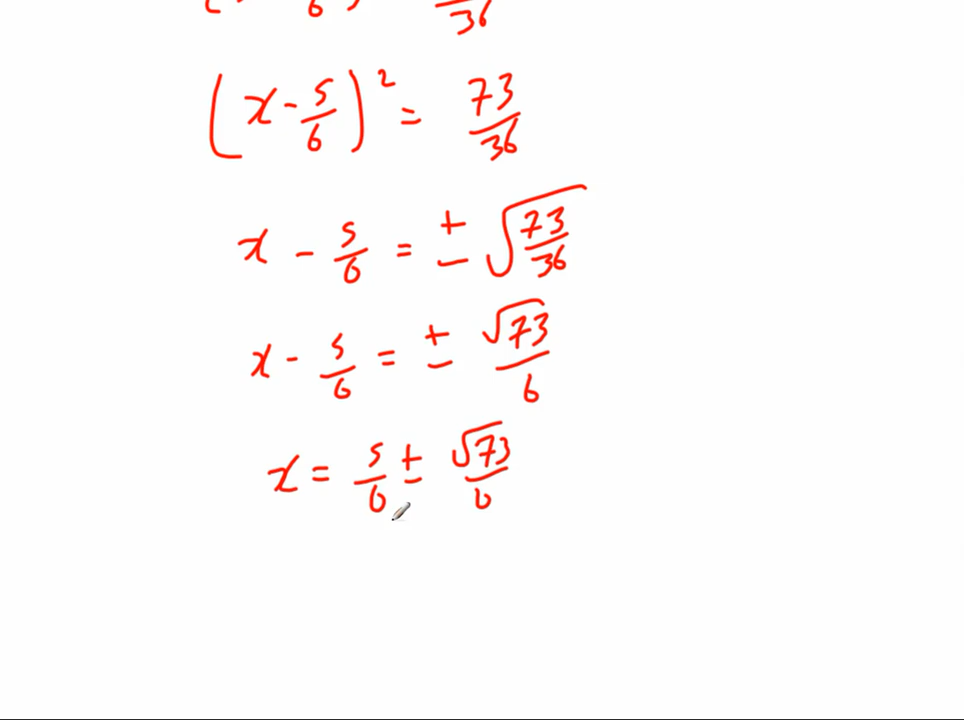 (x - 5/6)² = 73/36
x - 5/6 = ± √(73/36)
x - 5/6 = ± √73/6
x = 5/6 ± √73/6